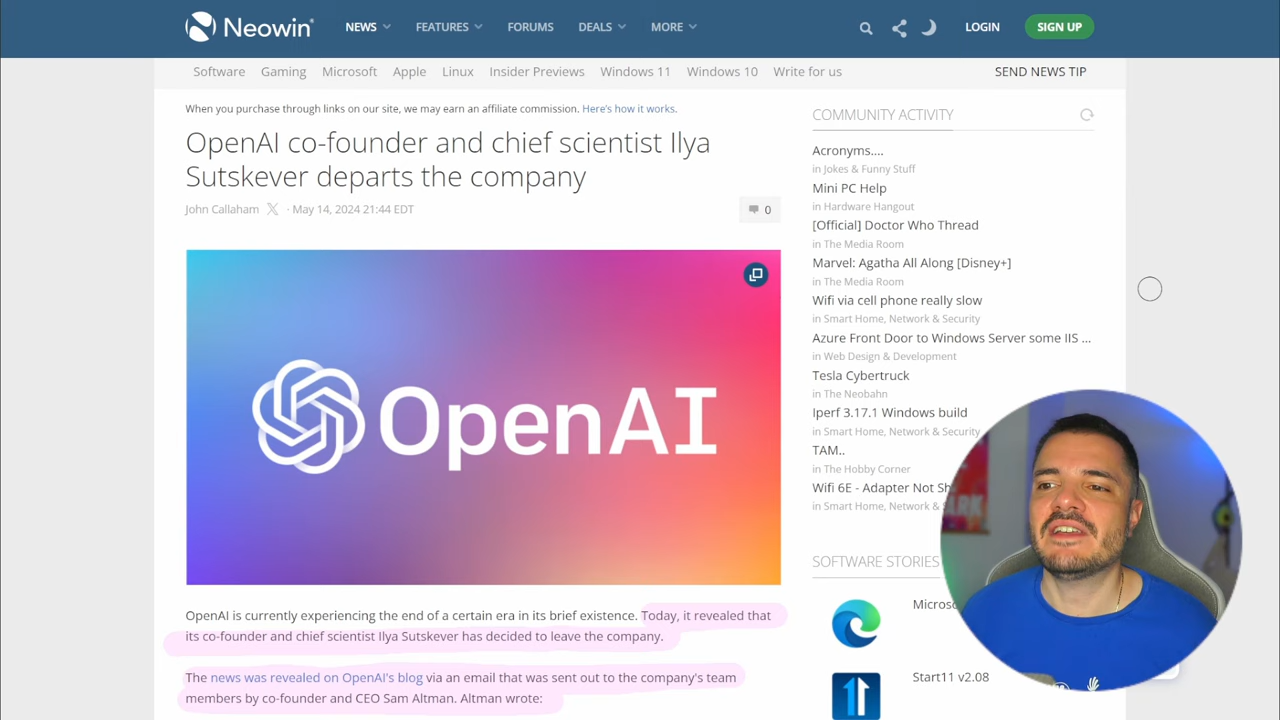 Neowin
NEWS FEATURES FORUMS DEALS MORE LOGIN SIGN UP
Software Gaming Microsoft Apple Linux Insider Previews Windows 11 Windows 10 Write for us SEND NEWS TIP
When you purchase through links on our site, we may earn an affiliate commission. Here's how it works.
OpenAI co-founder and chief scientist Ilya
Sutskever departs the company
John Callaham · May 14, 2024 21:44 EDT
0
OpenAI
OpenAI is currently experiencing the end of a certain era in its brief existence. Today, it revealed that
its co-founder and chief scientist Ilya Sutskever has decided to leave the company.
The news was revealed on OpenAI's blog via an email that was sent out to the company's team
members by co-founder and CEO Sam Altman. Altman wrote:
COMMUNITY ACTIVITY
Acronyms....
in Jokes & Funny Stuff
Mini PC Help
in Hardware Hangout
[Official] Doctor Who Thread
in The Media Room
Marvel: Agatha All Along [Disney+]
in The Media Room
Wifi via cell phone really slow
in Smart Home, Network & Security
Azure Front Door to Windows Server some IIS ...
in Web Design & Development
Tesla Cybertruck
in The Neobahn
Iperf 3.17.1 Windows build
in Smart Home, Network & Security
TAM..
in The Hobby Corner
Wifi 6E - Adapter Not
in Smart Home, Network &
SOFTWARE STORIES
Start11 v2.08